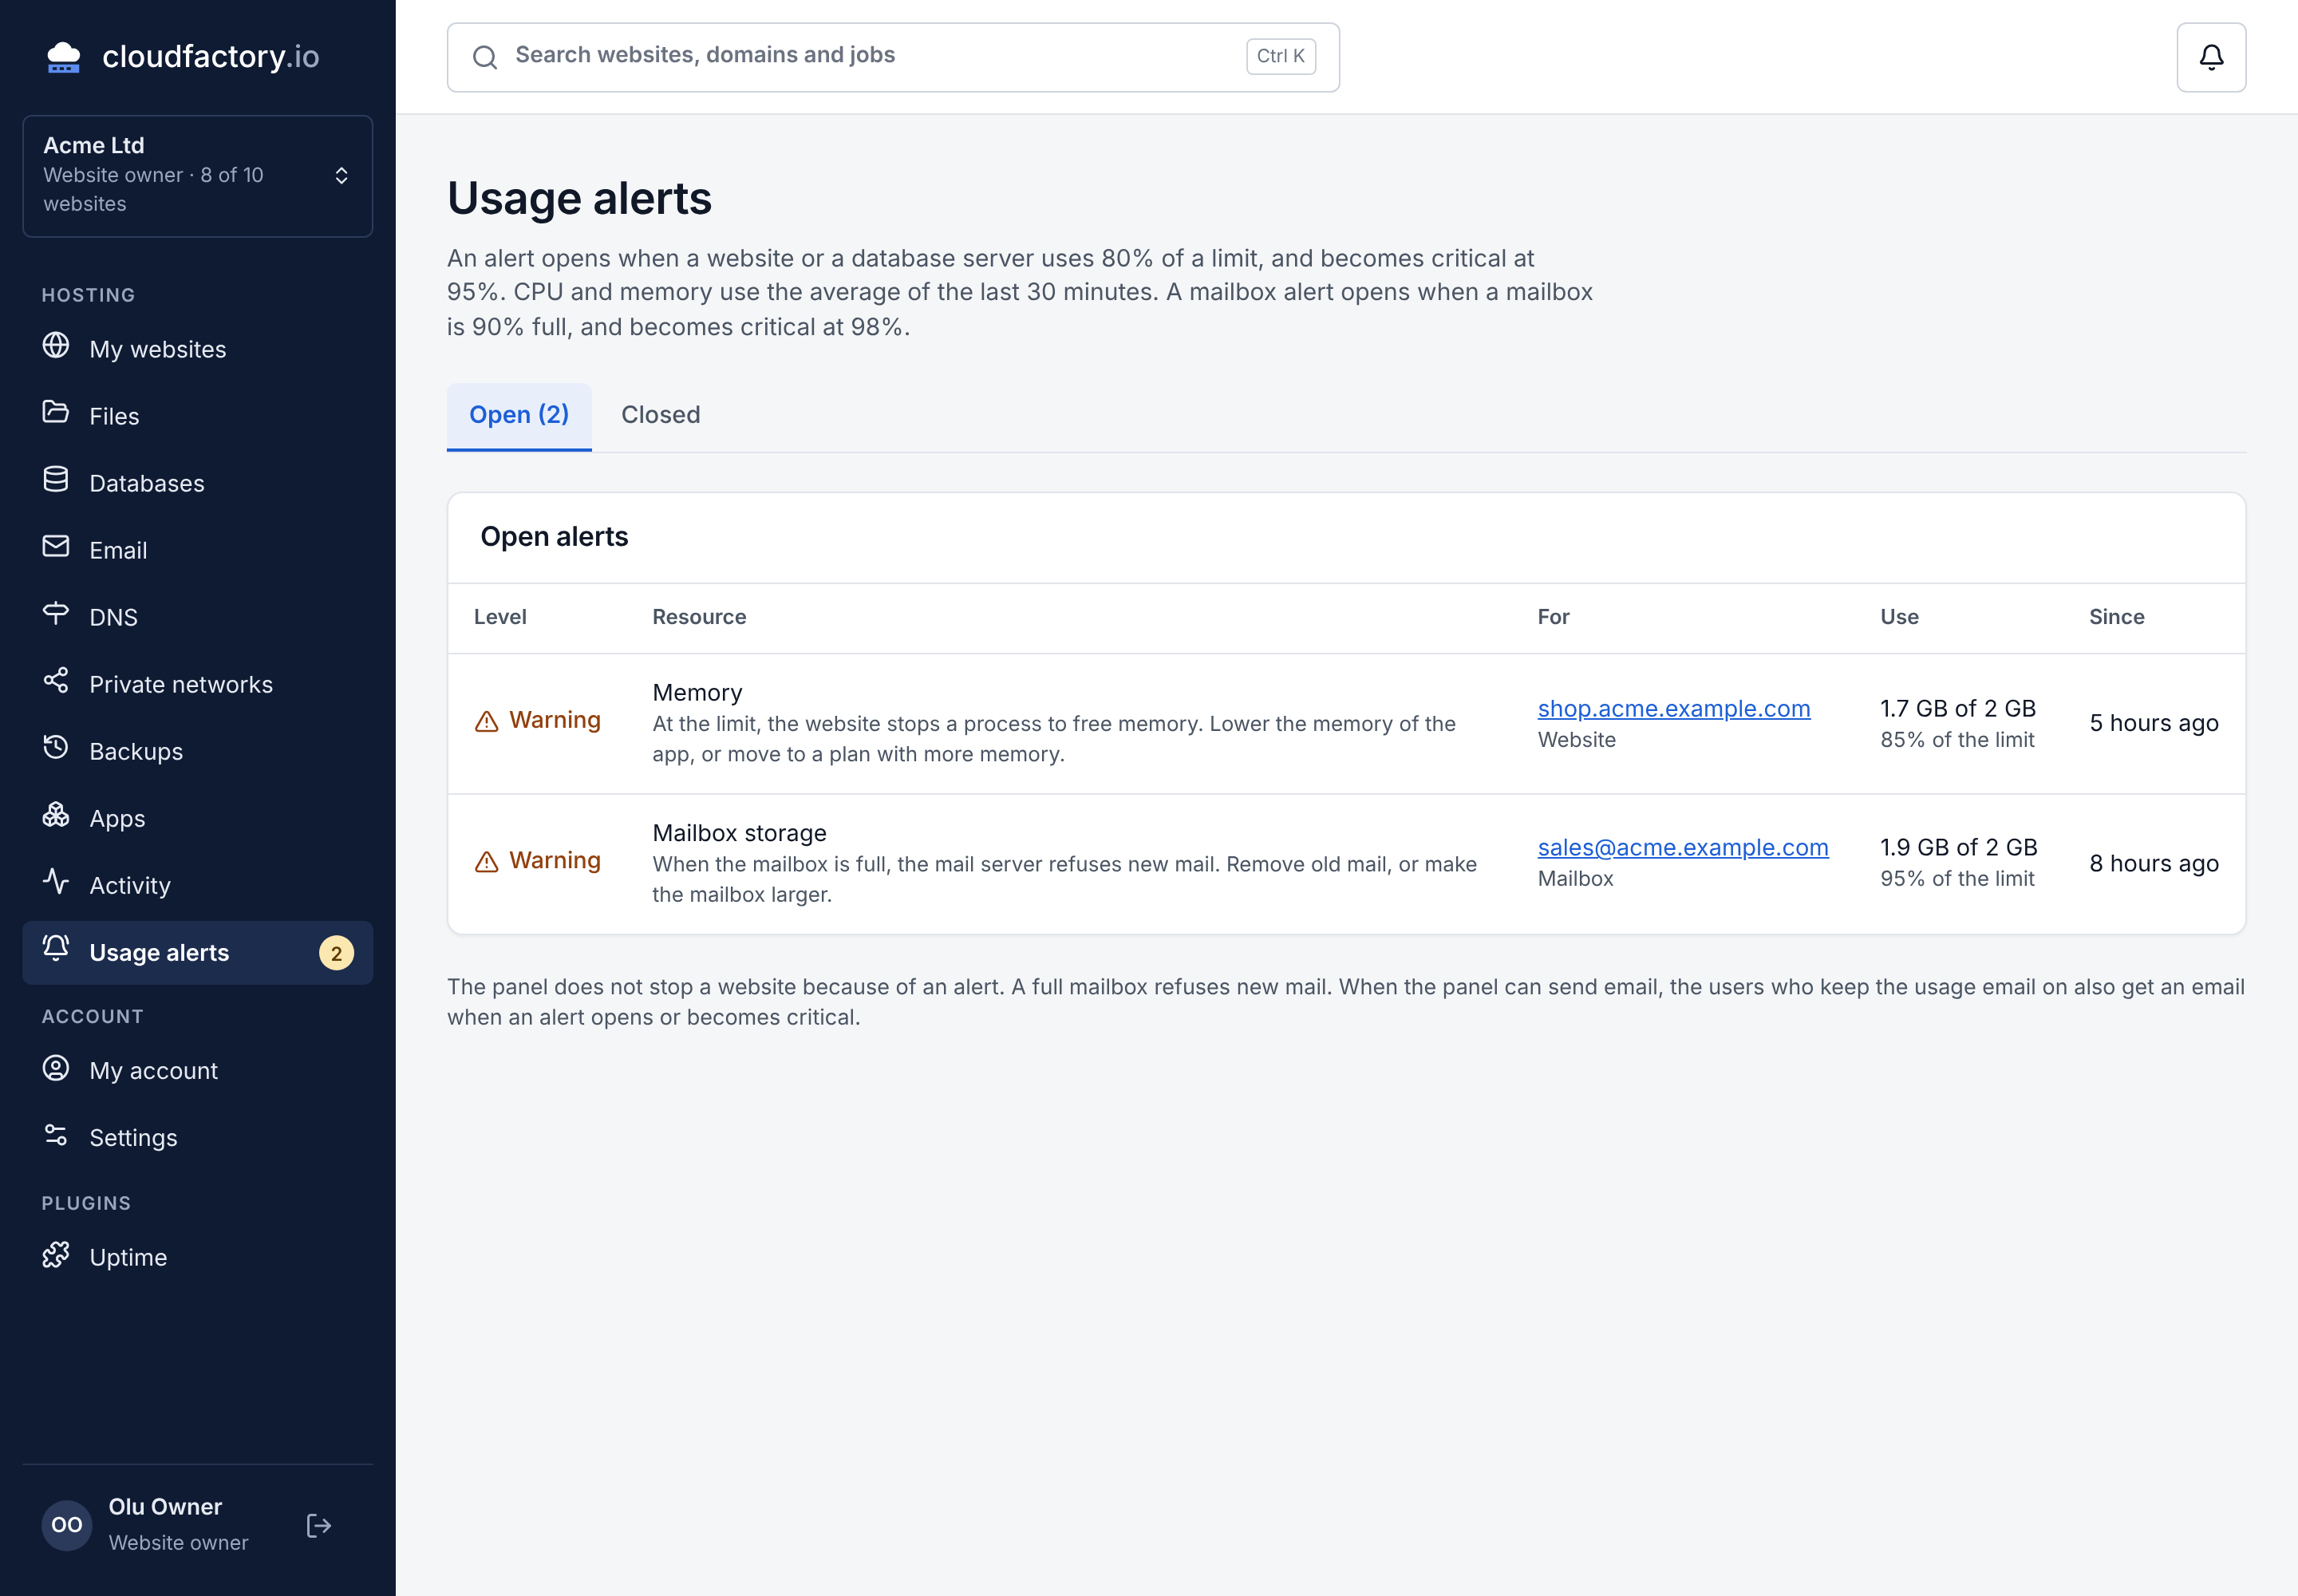 cloudfactory.io
Acme Ltd
Website owner · 8 of 10
websites
HOSTING
My websites
Files
Databases
Email
DNS
Private networks
Backups
Apps
Activity
Usage alerts 2
ACCOUNT
My account
Settings
PLUGINS
Uptime
OO
Olu Owner
Website owner
Search websites, domains and jobs Ctrl K
Usage alerts
An alert opens when a website or a database server uses 80% of a limit, and becomes critical at
95%. CPU and memory use the average of the last 30 minutes. A mailbox alert opens when a mailbox
is 90% full, and becomes critical at 98%.
Open (2) Closed
Open alerts
Level Resource For Use Since
Warning
Memory
At the limit, the website stops a process to free memory. Lower the memory of the
app, or move to a plan with more memory.
shop.acme.example.com
Website
1.7 GB of 2 GB
85% of the limit
5 hours ago
Warning
Mailbox storage
When the mailbox is full, the mail server refuses new mail. Remove old mail, or make
the mailbox larger.
sales@acme.example.com
Mailbox
1.9 GB of 2 GB
95% of the limit
8 hours ago
The panel does not stop a website because of an alert. A full mailbox refuses new mail. When the panel can send email, the users who keep the usage email on also get an email
when an alert opens or becomes critical.